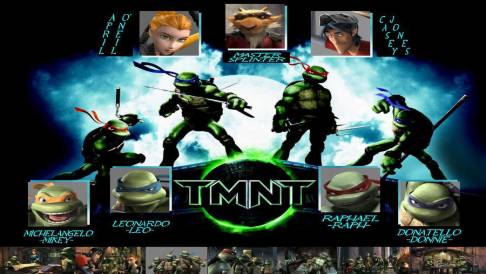 APRIL
O'NEIL
MASTER
SPLINTER
CASEY
JONES
TMNT
MICHELANGELO
-MIKEY-
LEONARDO
-LEO-
RAPHAEL
-RAPH-
DONATELLO
-DONNIE-